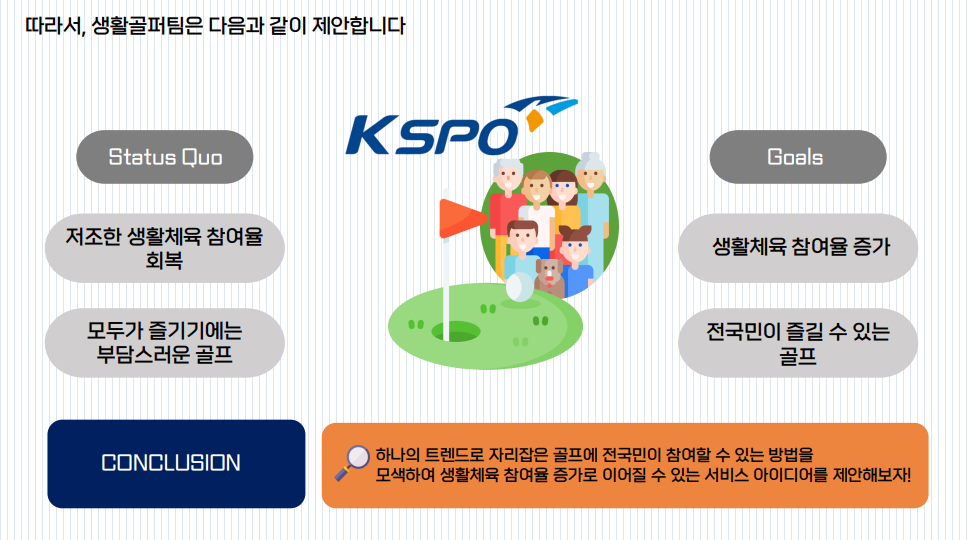 따라서, 생활골퍼팀은 다음과 같이 제안합니다
KSPO
Status Quo
저조한 생활체육 참여율
회복
모두가 즐기기에는
부담스러운 골프
Goals
생활체육 참여율 증가
전국민이 즐길 수 있는
골프
CONCLUSION
하나의 트렌드로 자리잡은 골프에 전국민이 참여할 수 있는 방법을
모색하여 생활체육 참여율 증가로 이어질 수 있는 서비스 아이디어를 제안해보자!